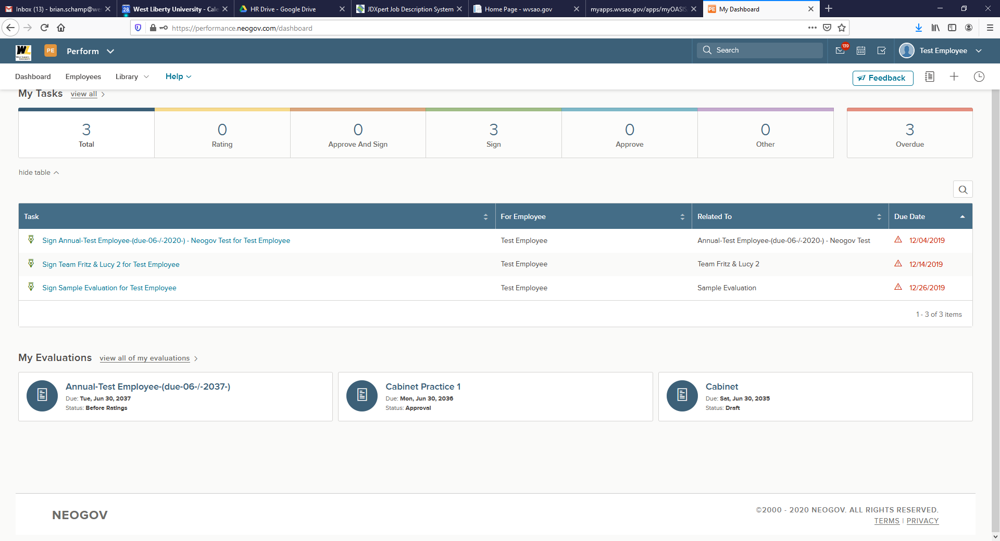 Inbox (13) - brian.schamp@we
28 West Liberty University - Cale
HR Drive - Google Drive
JDXpert Job Description System
Home Page - wvsao.gov
myapps.wvsao.gov/apps/myOASIS
PE My Dashboard
https://performance.neogov.com/dashboard
WL PE Perform
Search
139
Test Employee
Dashboard Employees Library Help
Feedback
My Tasks view all
3 Total
0 Rating
0 Approve And Sign
3 Sign
0 Approve
0 Other
3 Overdue
hide table
Task For Employee Related To Due Date
Sign Annual-Test Employee-(due-06-/-2020-) - Neogov Test for Test Employee Test Employee Annual-Test Employee-(due-06-/-2020-) - Neogov Test 12/04/2019
Sign Team Fritz & Lucy 2 for Test Employee Test Employee Team Fritz & Lucy 2 12/14/2019
Sign Sample Evaluation for Test Employee Test Employee Sample Evaluation 12/26/2019
1 - 3 of 3 items
My Evaluations view all of my evaluations
Annual-Test Employee-(due-06-/-2037-)
Due: Tue, Jun 30, 2037
Status: Before Ratings
Cabinet Practice 1
Due: Mon, Jun 30, 2036
Status: Approval
Cabinet
Due: Sat, Jun 30, 2035
Status: Draft
NEOGOV
©2000 - 2020 NEOGOV. ALL RIGHTS RESERVED.
TERMS | PRIVACY